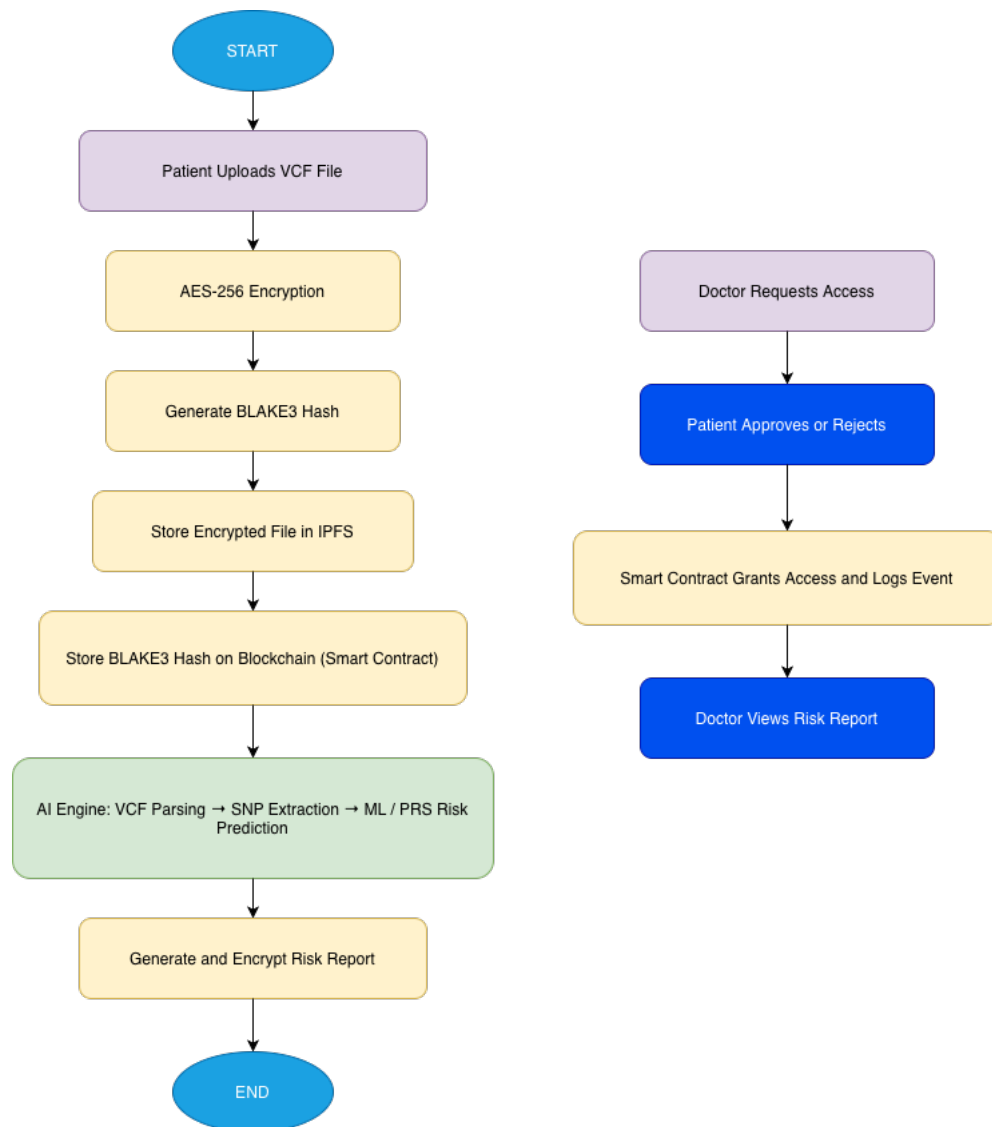 START
Patient Uploads VCF File
AES-256 Encryption
Generate BLAKE3 Hash
Store Encrypted File in IPFS
Store BLAKE3 Hash on Blockchain (Smart Contract)
AI Engine: VCF Parsing → SNP Extraction → ML / PRS Risk
Prediction
Generate and Encrypt Risk Report
END
Doctor Requests Access
Patient Approves or Rejects
Smart Contract Grants Access and Logs Event
Doctor Views Risk Report